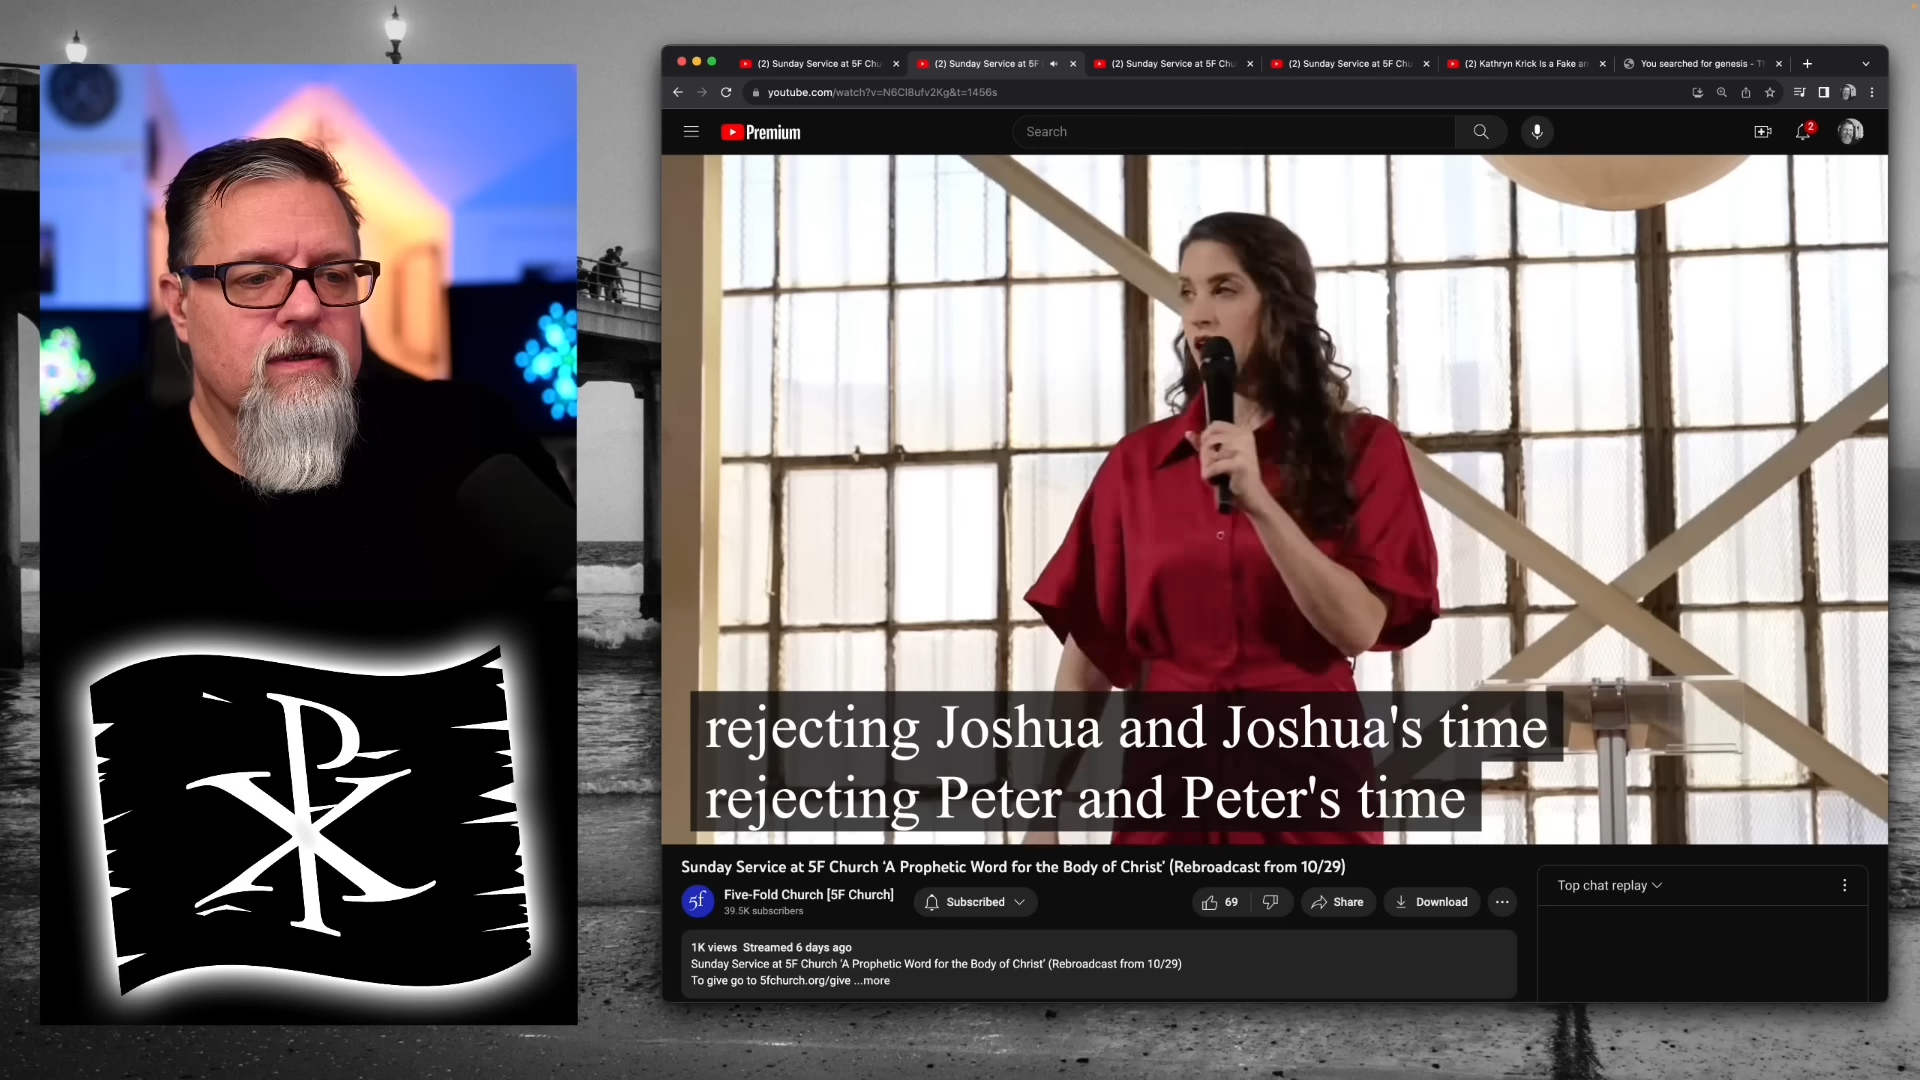 (2) Sunday Service at 5F Chu
(2) Sunday Service at 5F
(2) Sunday Service at 5F Chu
(2) Sunday Service at 5F Chu
(2) Kathryn Krick Is a Fake an
You searched for genesis - Th
youtube.com/watch?v=N6Cl8ufv2Kg&t=1456s
Premium
Search
2
rejecting Joshua and Joshua's time
rejecting Peter and Peter's time
Sunday Service at 5F Church 'A Prophetic Word for the Body of Christ' (Rebroadcast from 10/29)
5f
Five-Fold Church [5F Church]
39.5K subscribers
Subscribed
69
Share
Download
Top chat replay
1K views Streamed 6 days ago
Sunday Service at 5F Church 'A Prophetic Word for the Body of Christ' (Rebroadcast from 10/29)
To give go to 5fchurch.org/give ...more